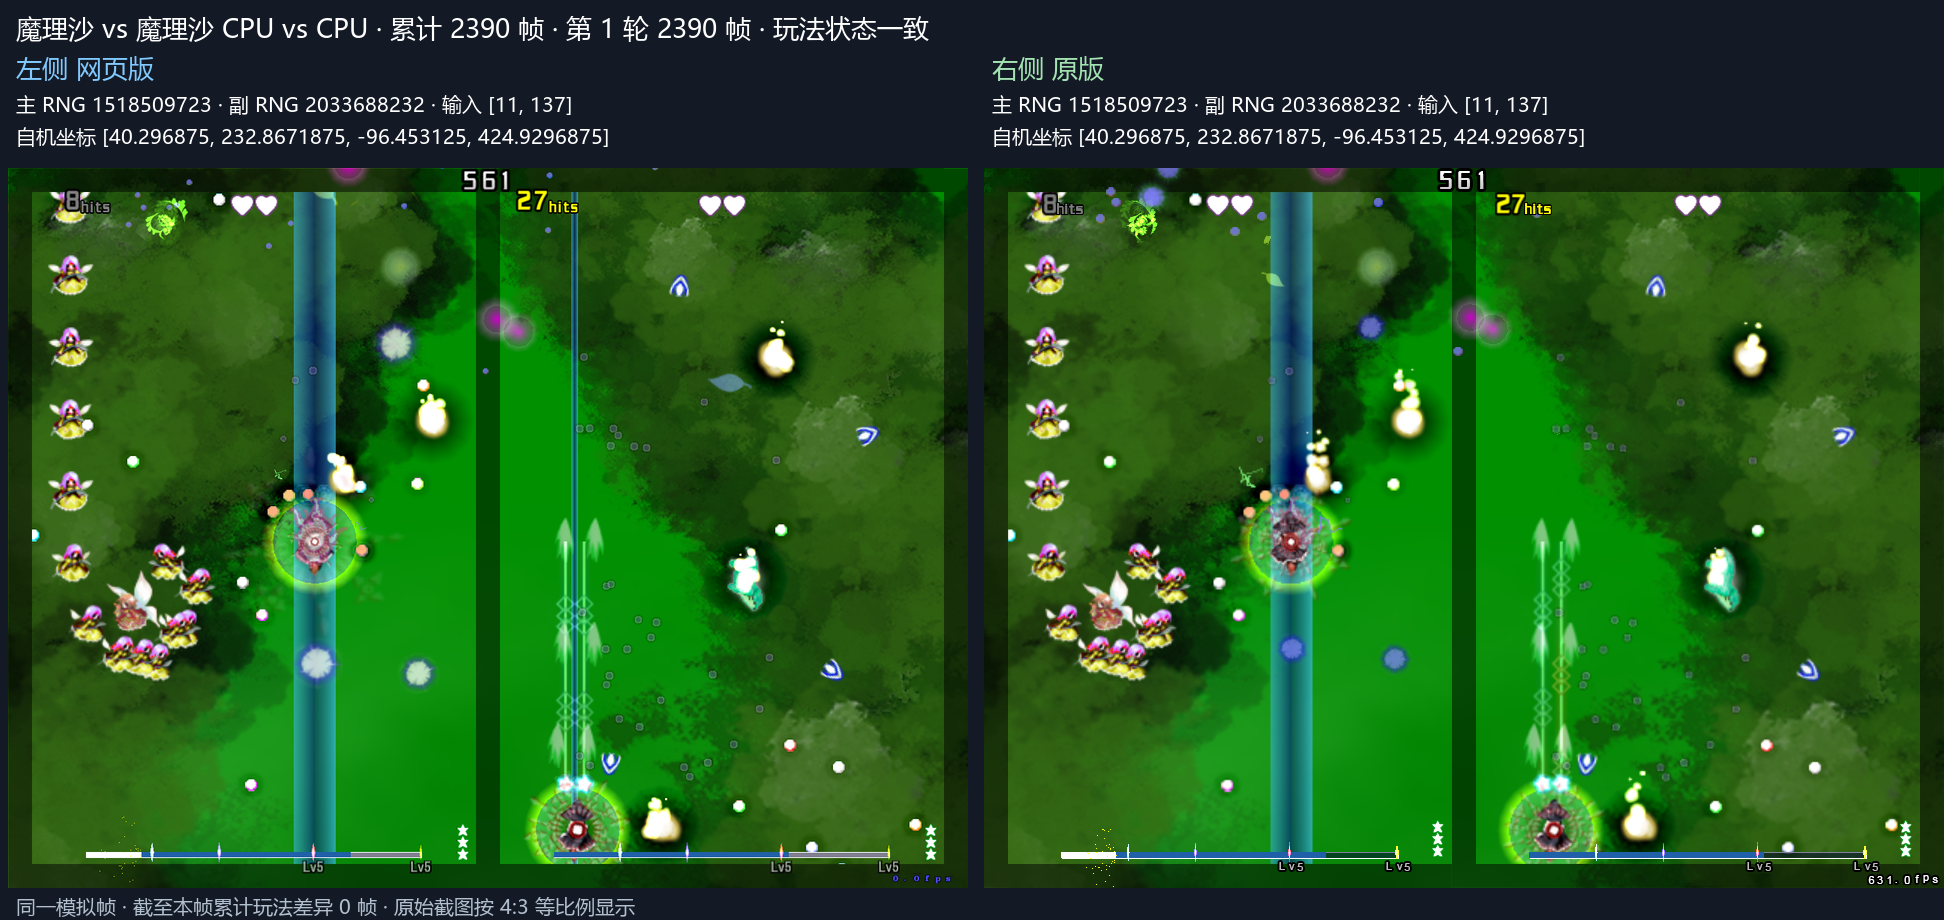 魔理沙 vs 魔理沙 CPU vs CPU · 累计 2390 帧 · 第 1 轮 2390 帧 · 玩法状态一致
左侧 网页版
主 RNG 1518509723 · 副 RNG 2033688232 · 输入 [11, 137]
自机坐标 [40.296875, 232.8671875, -96.453125, 424.9296875]
右侧 原版
主 RNG 1518509723 · 副 RNG 2033688232 · 输入 [11, 137]
自机坐标 [40.296875, 232.8671875, -96.453125, 424.9296875]
561
8hits
27hits
Lv5
Lv5
Lv5
Lv5
0.0fps
561
8hits
27hits
Lv5
Lv5
Lv5
Lv5
631.0fps
同一模拟帧 · 截至本帧累计玩法差异 0 帧 · 原始截图按 4:3 等比例显示